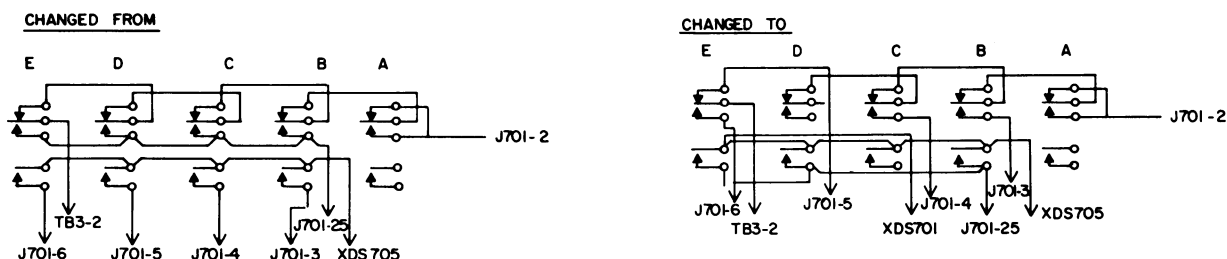 CHANGED FROM
E D C B A
J701-2
TB3-2
J701-25
J701-6 J701-5 J701-4 J701-3 XDS705
CHANGED TO
E D C B A
J701-2
J701-6 J701-5 J701-4 J701-3
TB3-2 XDS701 J701-25 XDS705